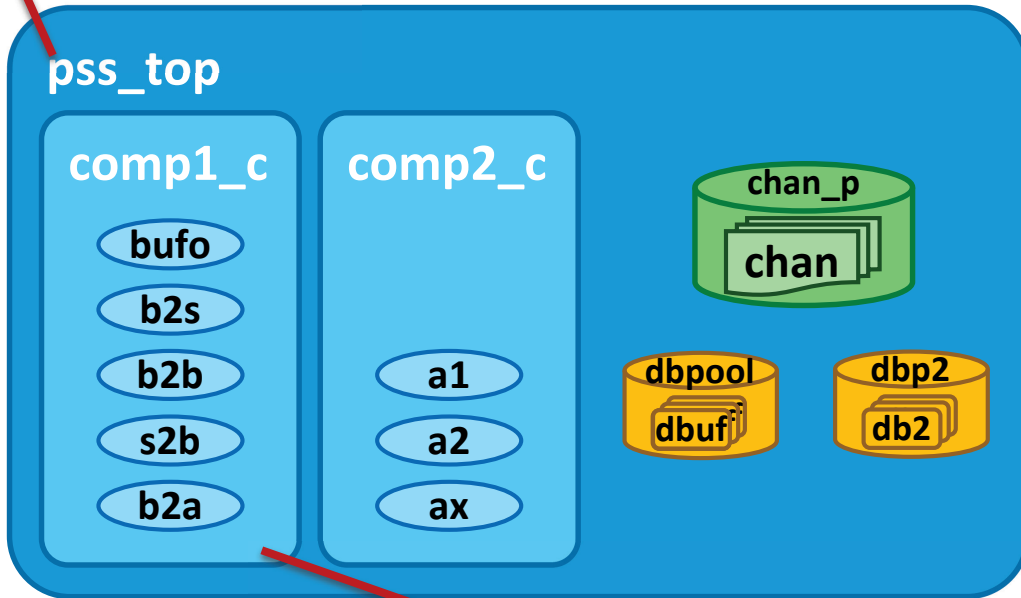 pss_top
comp1_c
bufo
b2s
b2b
s2b
b2a
comp2_c
a1
a2
ax
chan_p
chan
dbpool
dbuf
dbp2
db2